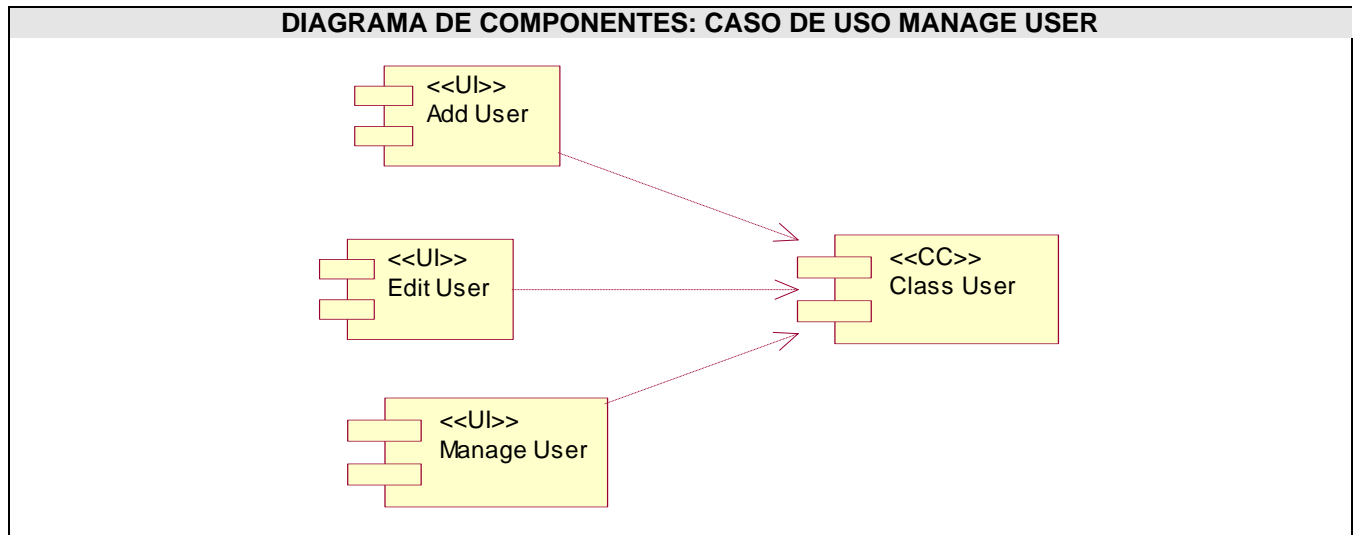 DIAGRAMA DE COMPONENTES: CASO DE USO MANAGE USER
<<UI>>
Add User
<<UI>>
Edit User
<<CC>>
Class User
<<UI>>
Manage User